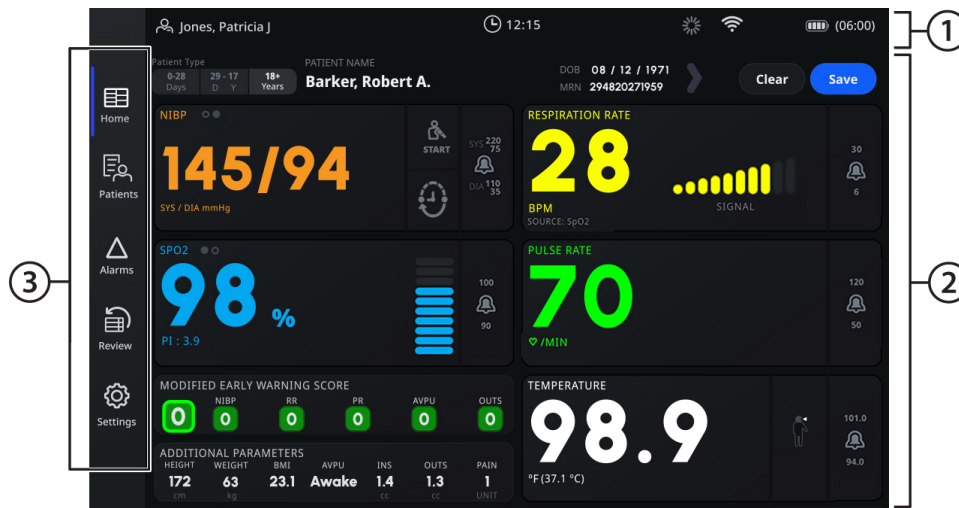 Jones, Patricia J 12:15 (06:00) 1
Patient Type PATIENT NAME
0-28 Days 29 - 17 D Y 18+ Years Barker, Robert A. DOB 08 / 12 / 1971 MRN 294820271959 Clear Save
Home
Patients
Alarms
Review
Settings
3
2
NIBP
145/94
SYS / DIA mmHg
START
SYS 220 75
DIA 110 35
RESPIRATION RATE
28
BPM
SOURCE: SpO2
SIGNAL
30
6
SPO2
98 %
PI : 3.9
100
90
PULSE RATE
70
/MIN
120
50
MODIFIED EARLY WARNING SCORE
NIBP RR PR AVPU OUTS
0 0 0 0 0 0
ADDITIONAL PARAMETERS
HEIGHT WEIGHT BMI AVPU INS OUTS PAIN
172 63 23.1 Awake 1.4 1.3 1
cm kg cc cc UNIT
TEMPERATURE
98.9
°F (37.1 °C)
101.0
94.0